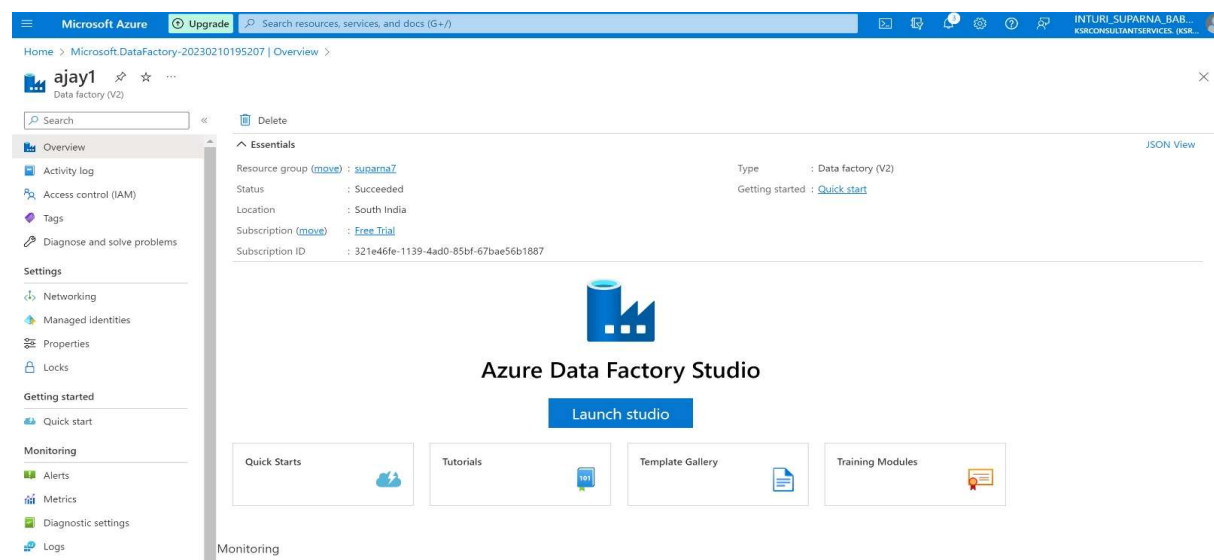 Microsoft Azure
Upgrade
Search resources, services, and docs (G+/)
3
INTURI_SUPARNA_BAB...
KSRCONSULTANTSERVICES. (KSR...
Home > Microsoft.DataFactory-20230210195207 | Overview >
ajay1
Data factory (V2)
Search
Delete
Overview
Activity log
Access control (IAM)
Tags
Diagnose and solve problems
Settings
Networking
Managed identities
Properties
Locks
Getting started
Quick start
Monitoring
Alerts
Metrics
Diagnostic settings
Logs
Essentials
JSON View
Resource group (move) : suparna7
Status : Succeeded
Location : South India
Subscription (move) : Free Trial
Subscription ID : 321e46fe-1139-4ad0-85bf-67bae56b1887
Type : Data factory (V2)
Getting started : Quick start
Azure Data Factory Studio
Launch studio
Quick Starts
Tutorials
101
Template Gallery
Training Modules
Monitoring